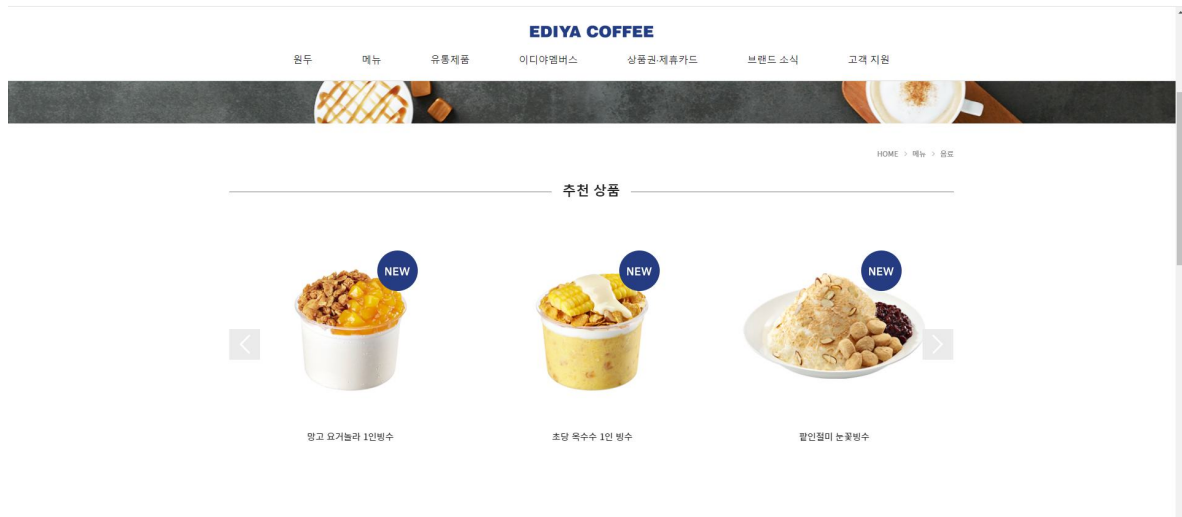 EDIYA COFFEE
원두 메뉴 유통제품 이디야멤버스 상품권·제휴카드 브랜드 소식 고객 지원
HOME > 메뉴 > 음료
추천 상품
NEW NEW NEW
망고 요거놀라 1인빙수 초당 옥수수 1인 빙수 팥인절미 눈꽃빙수